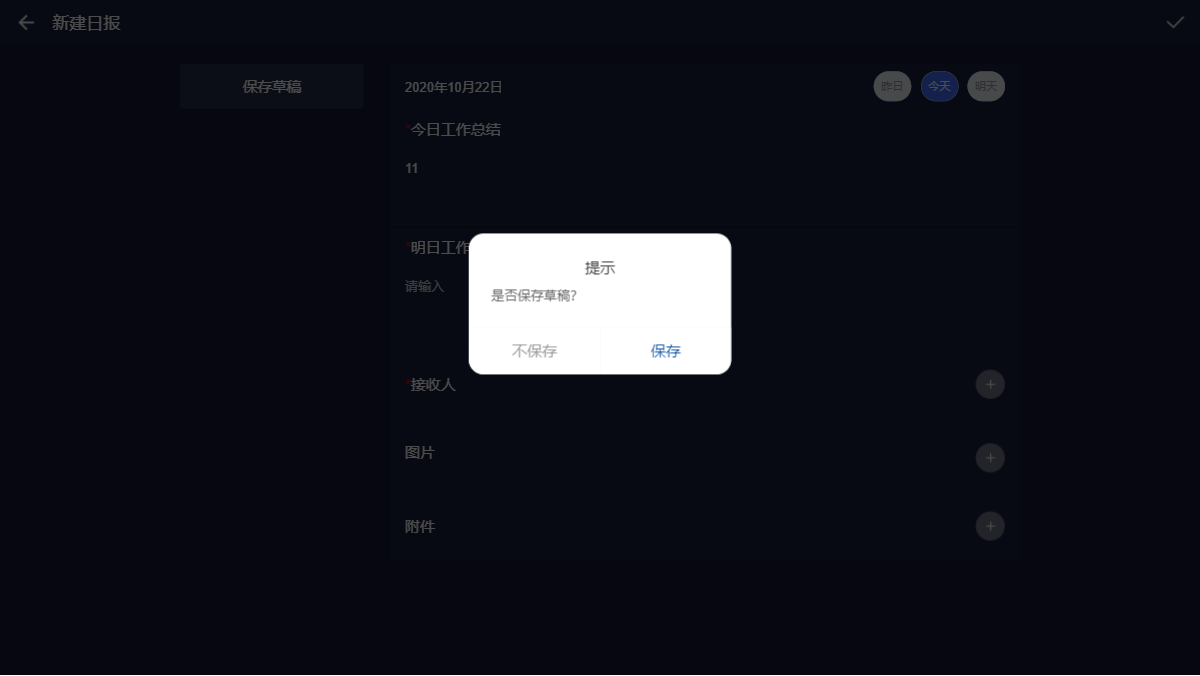 新建日报
保存草稿
2020年10月22日
昨日 今天 明天
*今日工作总结
11
*明日工作
请输入
提示
是否保存草稿?
不保存 保存
*接收人
图片
附件